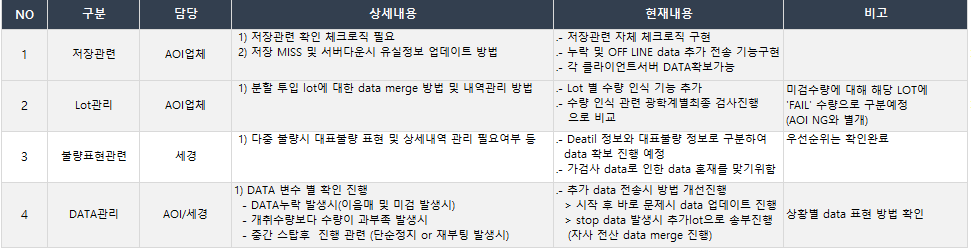 NO 구분 담당 상세내용 현재내용 비고
1 저장관련 AOI업체
1) 저장관련 확인 체크로직 필요
2) 저장 MISS 및 서버다운시 유실정보 업데이트 방법
.- 저장관련 자체 체크로직 구현
.- 누락 및 OFF LINE data 추가 전송 기능구현
.- 각 클라이언트서버 DATA확보가능
2 Lot관리 AOI업체
1) 분할 투입 lot에 대한 data merge 방법 및 내역관리 방법
.- Lot 별 수량 인식 기능 추가
.- 수량 인식 관련 광학계별최종 검사진행
으로 비교
미검수량에 대해 해당 LOT에
'FAIL' 수량으로 구분예정
(AOI NG와 별개)
3 불량표현관련 세경
1) 다중 불량시 대표불량 표현 및 상세내역 관리 필요여부 등
.- Deatil 정보와 대표불량 정보로 구분하여
data 확보 진행 예정
.- 가검사 data로 인한 data 혼재를 맞기위함
우선순위는 확인완료
4 DATA관리 AOI/세경
1) DATA 변수 별 확인 진행
- DATA누락 발생시(이음매 및 미검 발생시)
- 개취수량보다 수량이 과부족 발생시
- 중간 스탑후 진행 관련 (단순정지 or 재부팅 발생시)
.- 추가 data 전송시 방법 개선진행
> 시작 후 바로 문제시 data 업데이트 진행
> stop data 발생시 추가lot으로 송부진행
(자사 전산 data merge 진행)
상황별 data 표현 방법 확인